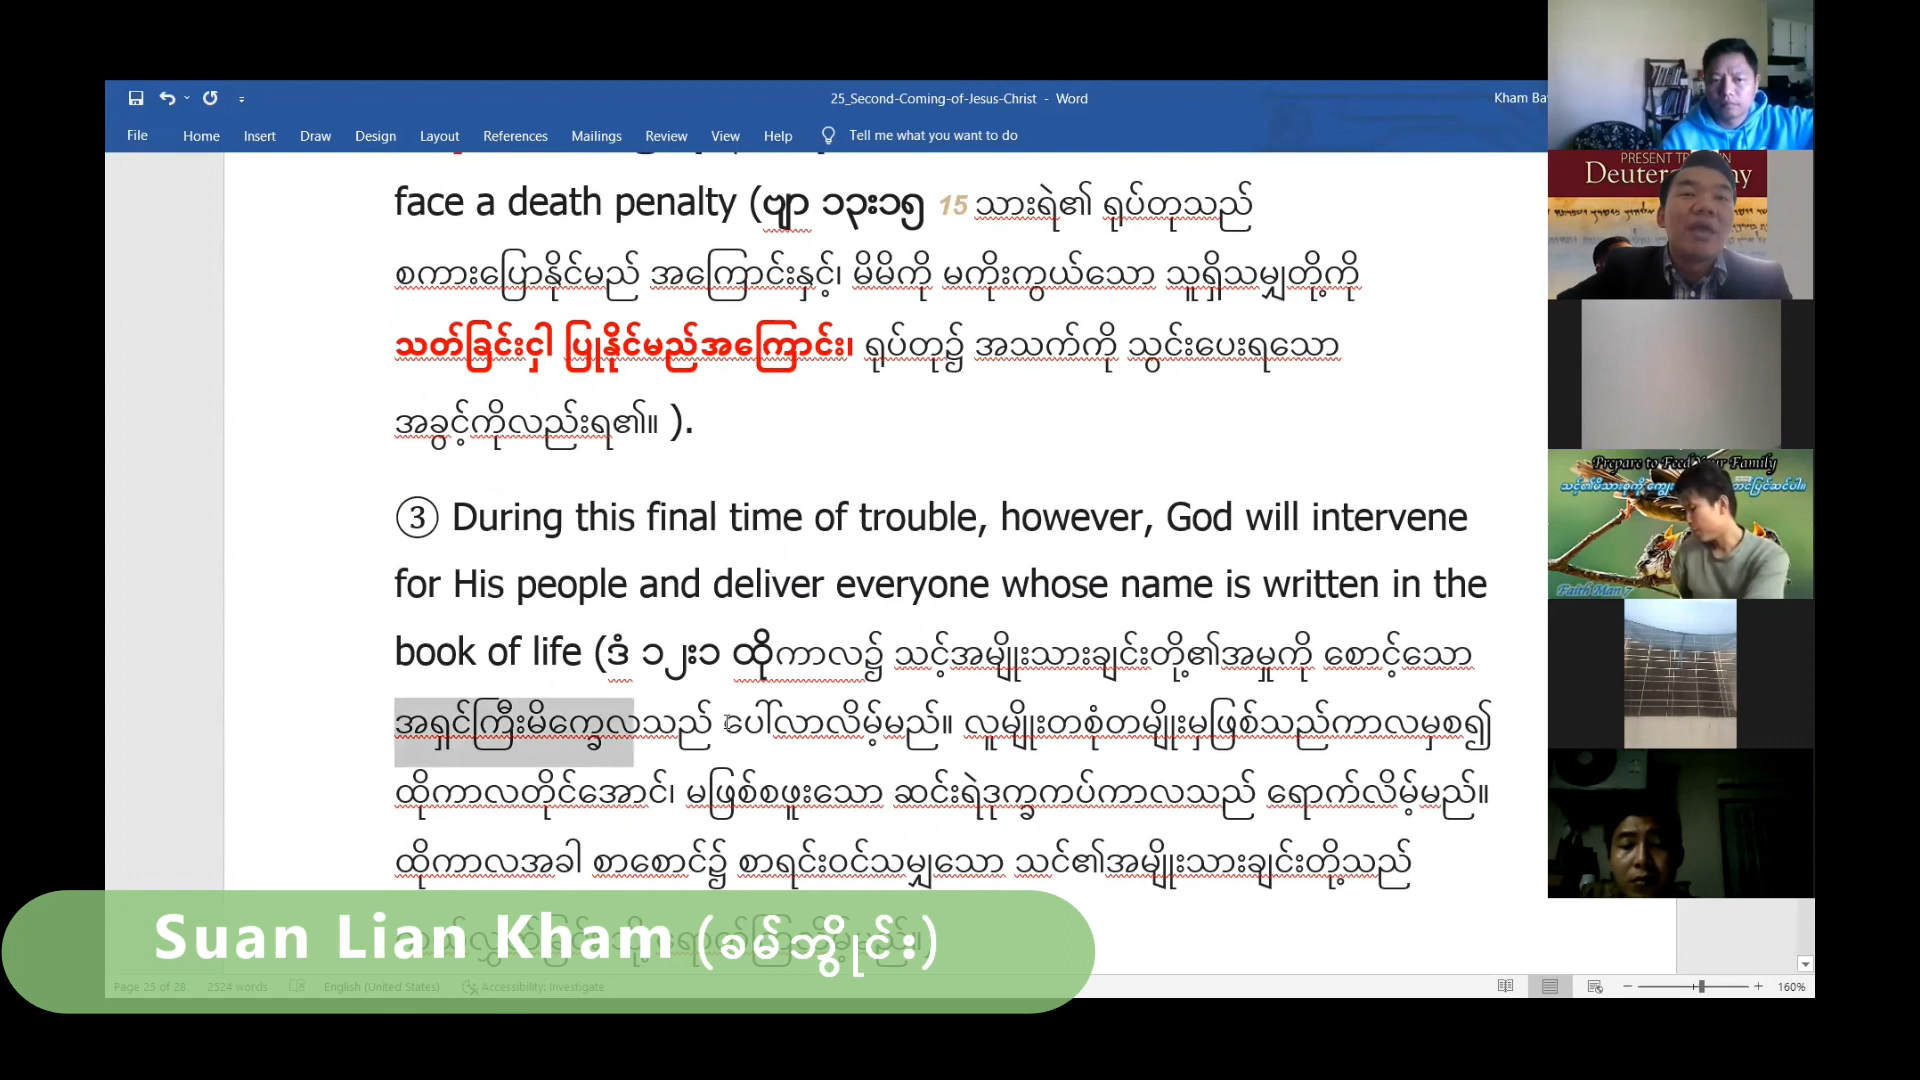 25_Second-Coming-of-Jesus-Christ - Word
File Home Insert Draw Design Layout References Mailings Review View Help Tell me what you want to do
face a death penalty (ဗျာ ၁၃း၁၅ 15 သားရဲ၏ ရုပ်တုသည်
စကားပြောနိုင်မည် အကြောင်းနှင့်၊ မိမိကို မကိုးကွယ်သော သူရှိသမျှတို့ကို
သတ်ခြင်းငှါ ပြုနိုင်မည်အကြောင်း၊ ရုပ်တု၌ အသက်ကို သွင်းပေးရသော
အခွင့်ကိုလည်းရ၏။ ).
③ During this final time of trouble, however, God will intervene
for His people and deliver everyone whose name is written in the
book of life (ဒံ ၁၂း၁ ထိုကာလ၌ သင့်အမျိုးသားချင်းတို့၏အမှုကို စောင့်သော
အရှင်ကြီးမိက္ခေလသည် ပေါ်လာလိမ့်မည်။ လူမျိုးတစုံတမျိုးမှဖြစ်သည်ကာလမှစ၍
ထိုကာလတိုင်အောင်၊ မဖြစ်စဖူးသော ဆင်းရဲဒုက္ခကပ်ကာလသည် ရောက်လိမ့်မည်။
ထိုကာလအခါ စာစောင်၌ စာရင်းဝင်သမျှသော သင်၏အမျိုးသားချင်းတို့သည်
Suan Lian Kham (ခမ်ဘွိုင်း)
Page 25 of 28 2524 words English (United States) Accessibility: Investigate 160%
PRESENT
Prepare to Feed Your Family
သင့်၏မိသားစုကို
Faith Man 7